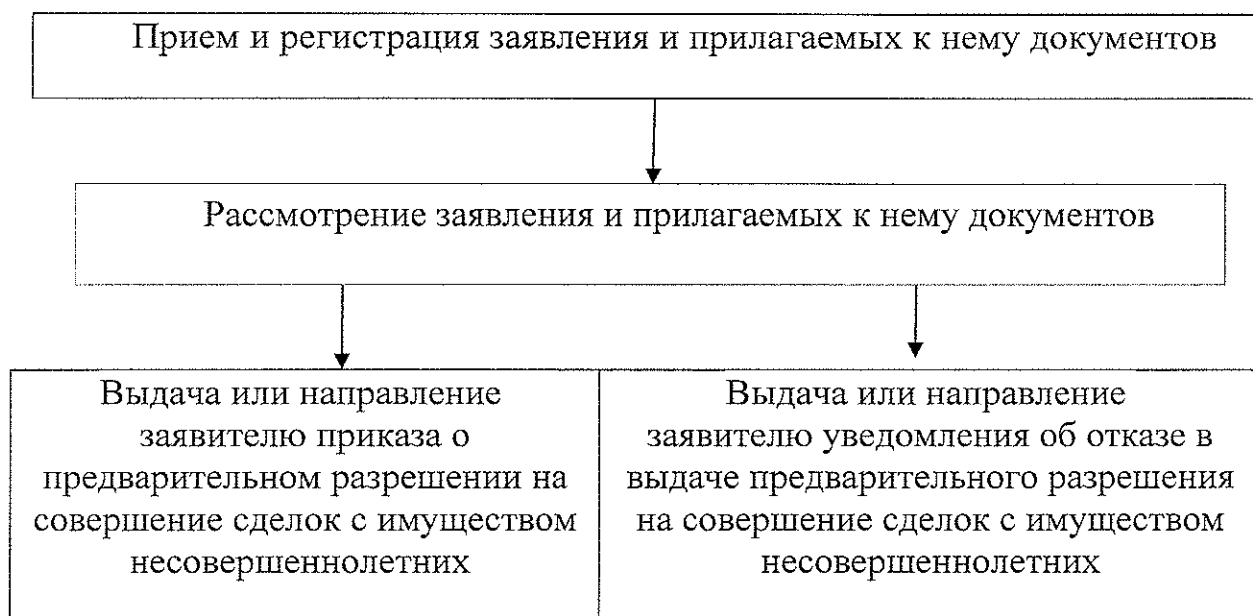 Прием и регистрация заявления и прилагаемых к нему документов
Рассмотрение заявления и прилагаемых к нему документов
Выдача или направление
заявителю приказа о
предварительном разрешении на
совершение сделок с имуществом
несовершеннолетних
Выдача или направление
заявителю уведомления об отказе в
выдаче предварительного разрешения
на совершение сделок с имуществом
несовершеннолетних